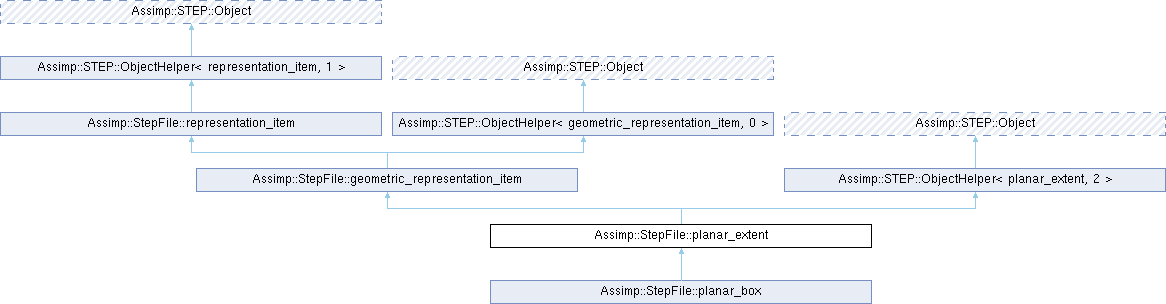 Assimp::STEP::Object
Assimp::STEP::ObjectHelper< representation_item, 1 >
Assimp::STEP::Object
Assimp::StepFile::representation_item
Assimp::STEP::ObjectHelper< geometric_representation_item, 0 >
Assimp::STEP::Object
Assimp::StepFile::geometric_representation_item
Assimp::STEP::ObjectHelper< planar_extent, 2 >
Assimp::StepFile::planar_extent
Assimp::StepFile::planar_box